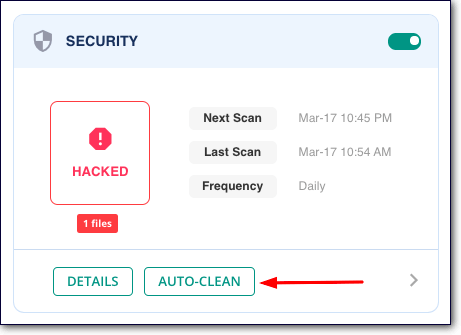 SECURITY
HACKED
1 files
Next Scan Mar-17 10:45 PM
Last Scan Mar-17 10:54 AM
Frequency Daily
DETAILS AUTO-CLEAN